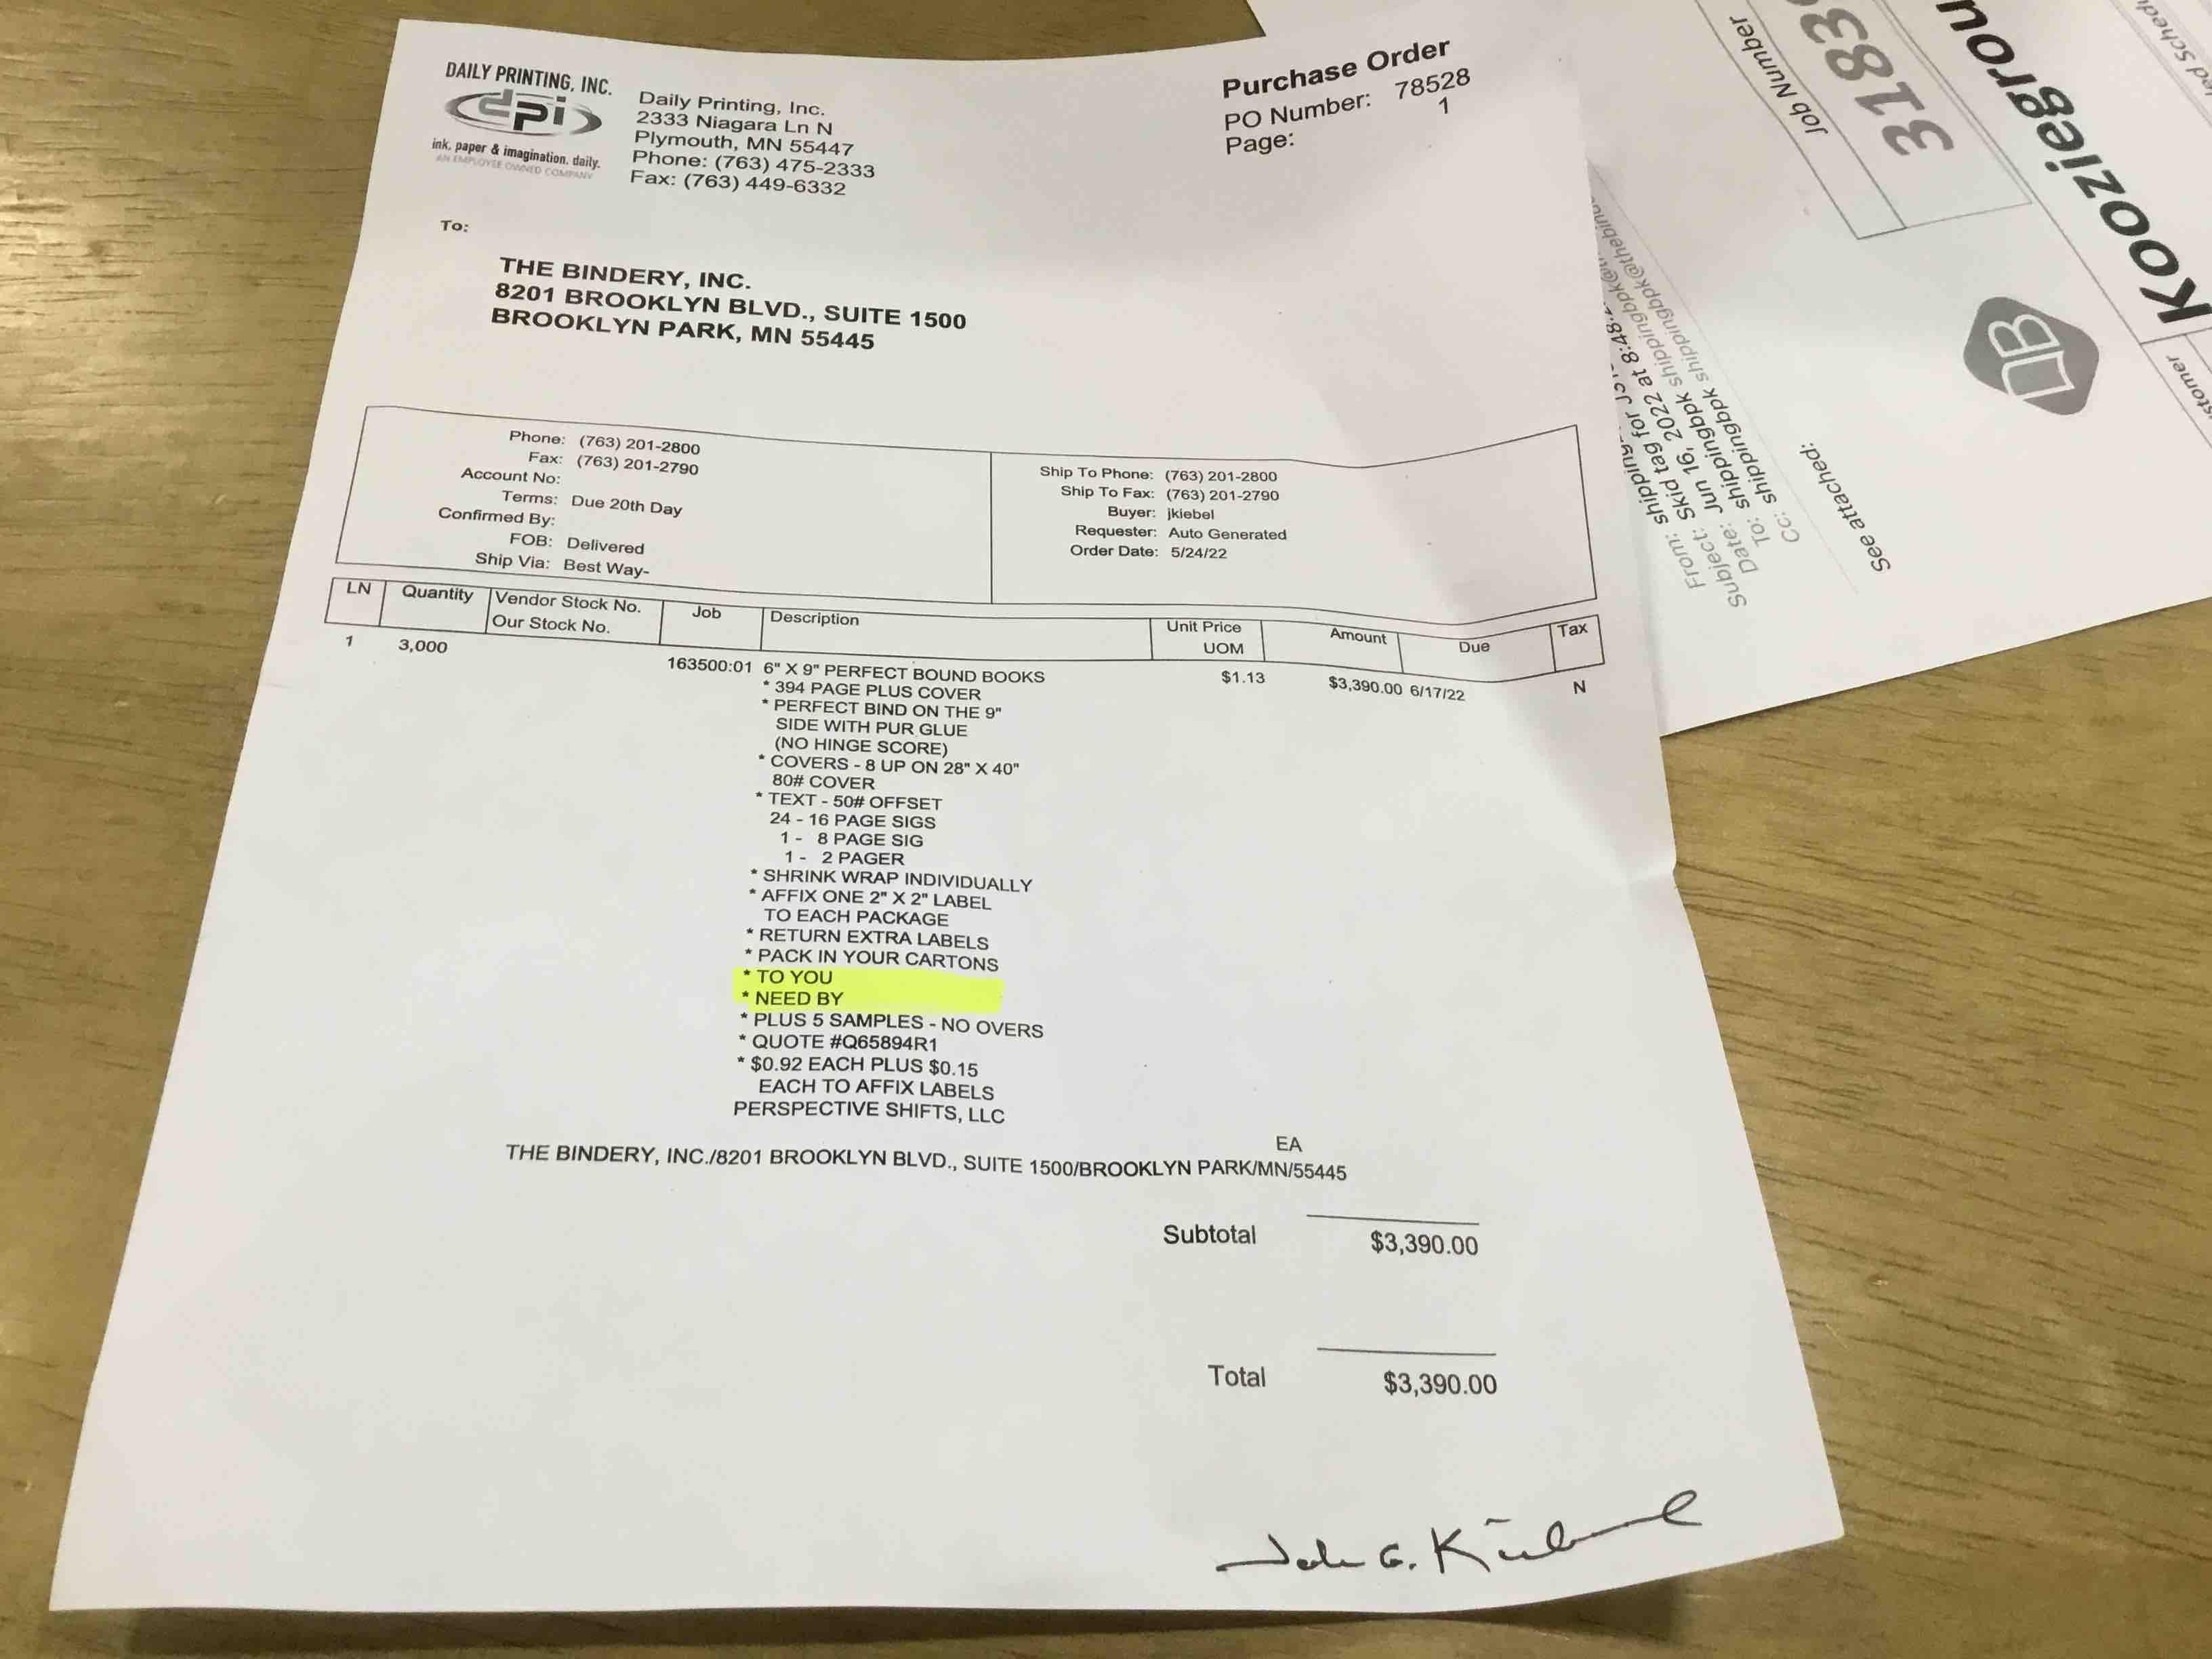 DAILY PRINTING, INC.
dpi
ink, paper & imagination. daily.
AN EMPLOYEE OWNED COMPANY
Daily Printing, Inc.
2333 Niagara Ln N
Plymouth, MN 55447
Phone: (763) 475-2333
Fax: (763) 449-6332
Purchase Order
PO Number: 78528
Page: 1
To:
THE BINDERY, INC.
8201 BROOKLYN BLVD., SUITE 1500
BROOKLYN PARK, MN 55445
Phone: (763) 201-2800
Fax: (763) 201-2790
Account No:
Terms: Due 20th Day
Confirmed By:
FOB: Delivered
Ship Via: Best Way-
Ship To Phone: (763) 201-2800
Ship To Fax: (763) 201-2790
Buyer: jkiebel
Requester: Auto Generated
Order Date: 5/24/22
LN Quantity Vendor Stock No. Job Description Unit Price Amount Due Tax
Our Stock No. UOM
1 3,000 163500:01 6" X 9" PERFECT BOUND BOOKS $1.13 $3,390.00 6/17/22 N
* 394 PAGE PLUS COVER
* PERFECT BIND ON THE 9"
SIDE WITH PUR GLUE
(NO HINGE SCORE)
* COVERS - 8 UP ON 28" X 40"
80# COVER
* TEXT - 50# OFFSET
24 - 16 PAGE SIGS
1 - 8 PAGE SIG
1 - 2 PAGER
* SHRINK WRAP INDIVIDUALLY
* AFFIX ONE 2" X 2" LABEL
TO EACH PACKAGE
* RETURN EXTRA LABELS
* PACK IN YOUR CARTONS
* TO YOU
* NEED BY
* PLUS 5 SAMPLES - NO OVERS
* QUOTE #Q65894R1
* $0.92 EACH PLUS $0.15
EACH TO AFFIX LABELS
PERSPECTIVE SHIFTS, LLC
EA
THE BINDERY, INC./8201 BROOKLYN BLVD., SUITE 1500/BROOKLYN PARK/MN/55445
Subtotal $3,390.00
Total $3,390.00
Kooziegrou
Job Number
3183
From: shipping
Subject: Skid tag for
Date: Jun 16, 2022 at 8:48
To: shippingbpk
Cc: shippingbpk
See attached: